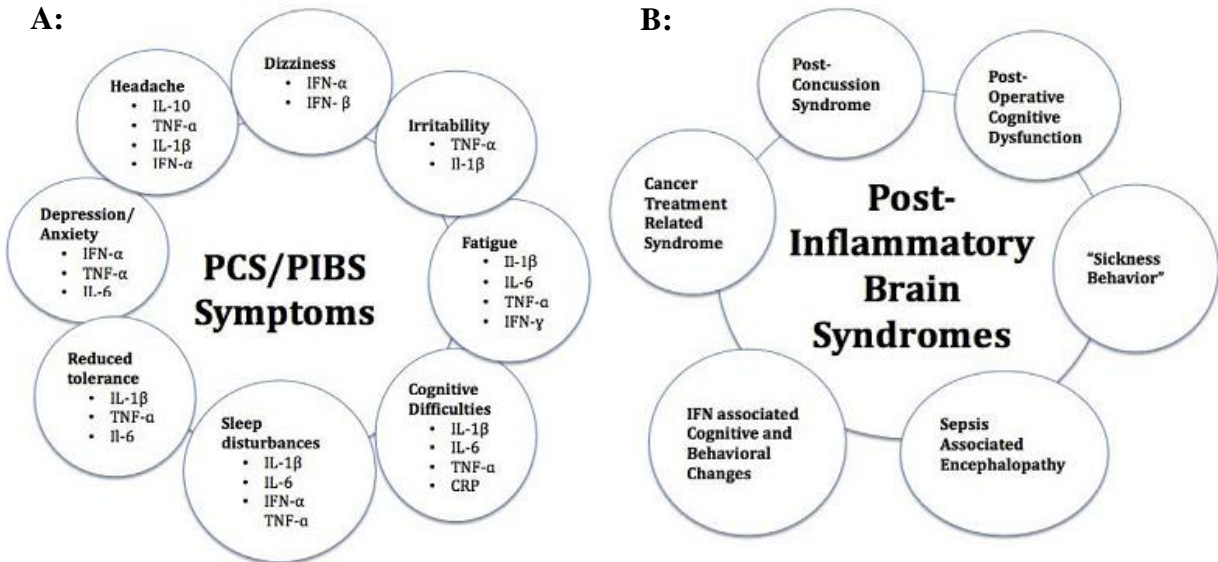 A:
Dizziness
• IFN-α
• IFN- β
Headache
• IL-10
• TNF-α
• IL-1β
• IFN-α
Irritability
• TNF-α
• Il-1β
Depression/
Anxiety
• IFN-α
• TNF-α
• IL-6
PCS/PIBS
Symptoms
Fatigue
• Il-1β
• IL-6
• TNF-α
• IFN-γ
Reduced
tolerance
• IL-1β
• TNF-α
• Il-6
Sleep
disturbances
• IL-1β
• IL-6
• IFN-α
TNF-α
Cognitive
Difficulties
• IL-1β
• IL-6
• TNF-α
• CRP
B:
Post-
Concussion
Syndrome
Post-
Operative
Cognitive
Dysfunction
Cancer
Treatment
Related
Syndrome
Post-
Inflammatory
Brain
Syndromes
“Sickness
Behavior”
IFN associated
Cognitive and
Behavioral
Changes
Sepsis
Associated
Encephalopathy